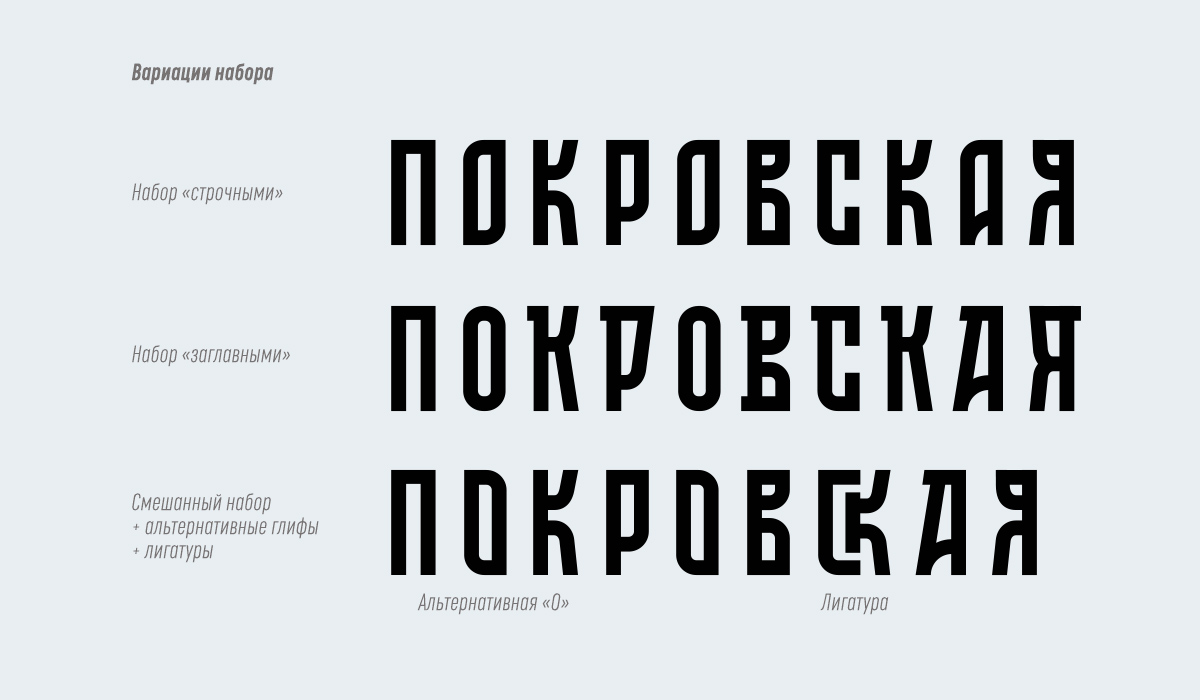 Вариации набора
Набор «строчными»
ПОКРОВСКАЯ
Набор «заглавными»
ПОКРОВСКАЯ
Смешанный набор
+ альтернативные глифы
+ лигатуры
ПОКРОВСКАЯ
Альтернативная «О»
Лигатура